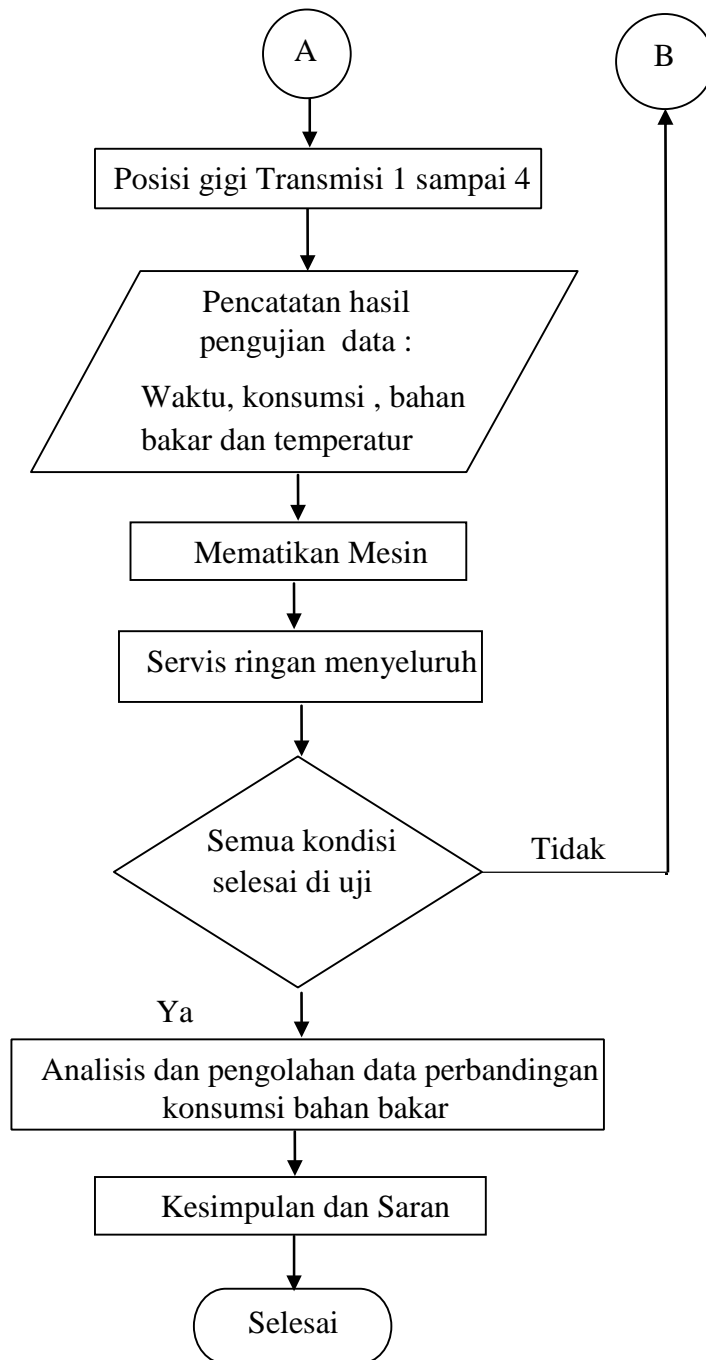 A
B
Posisi gigi Transmisi 1 sampai 4
Pencatatan hasil
pengujian data :
Waktu, konsumsi , bahan
bakar dan temperatur
Mematikan Mesin
Servis ringan menyeluruh
Semua kondisi
selesai di uji
Tidak
Ya
Analisis dan pengolahan data perbandingan
konsumsi bahan bakar
Kesimpulan dan Saran
Selesai